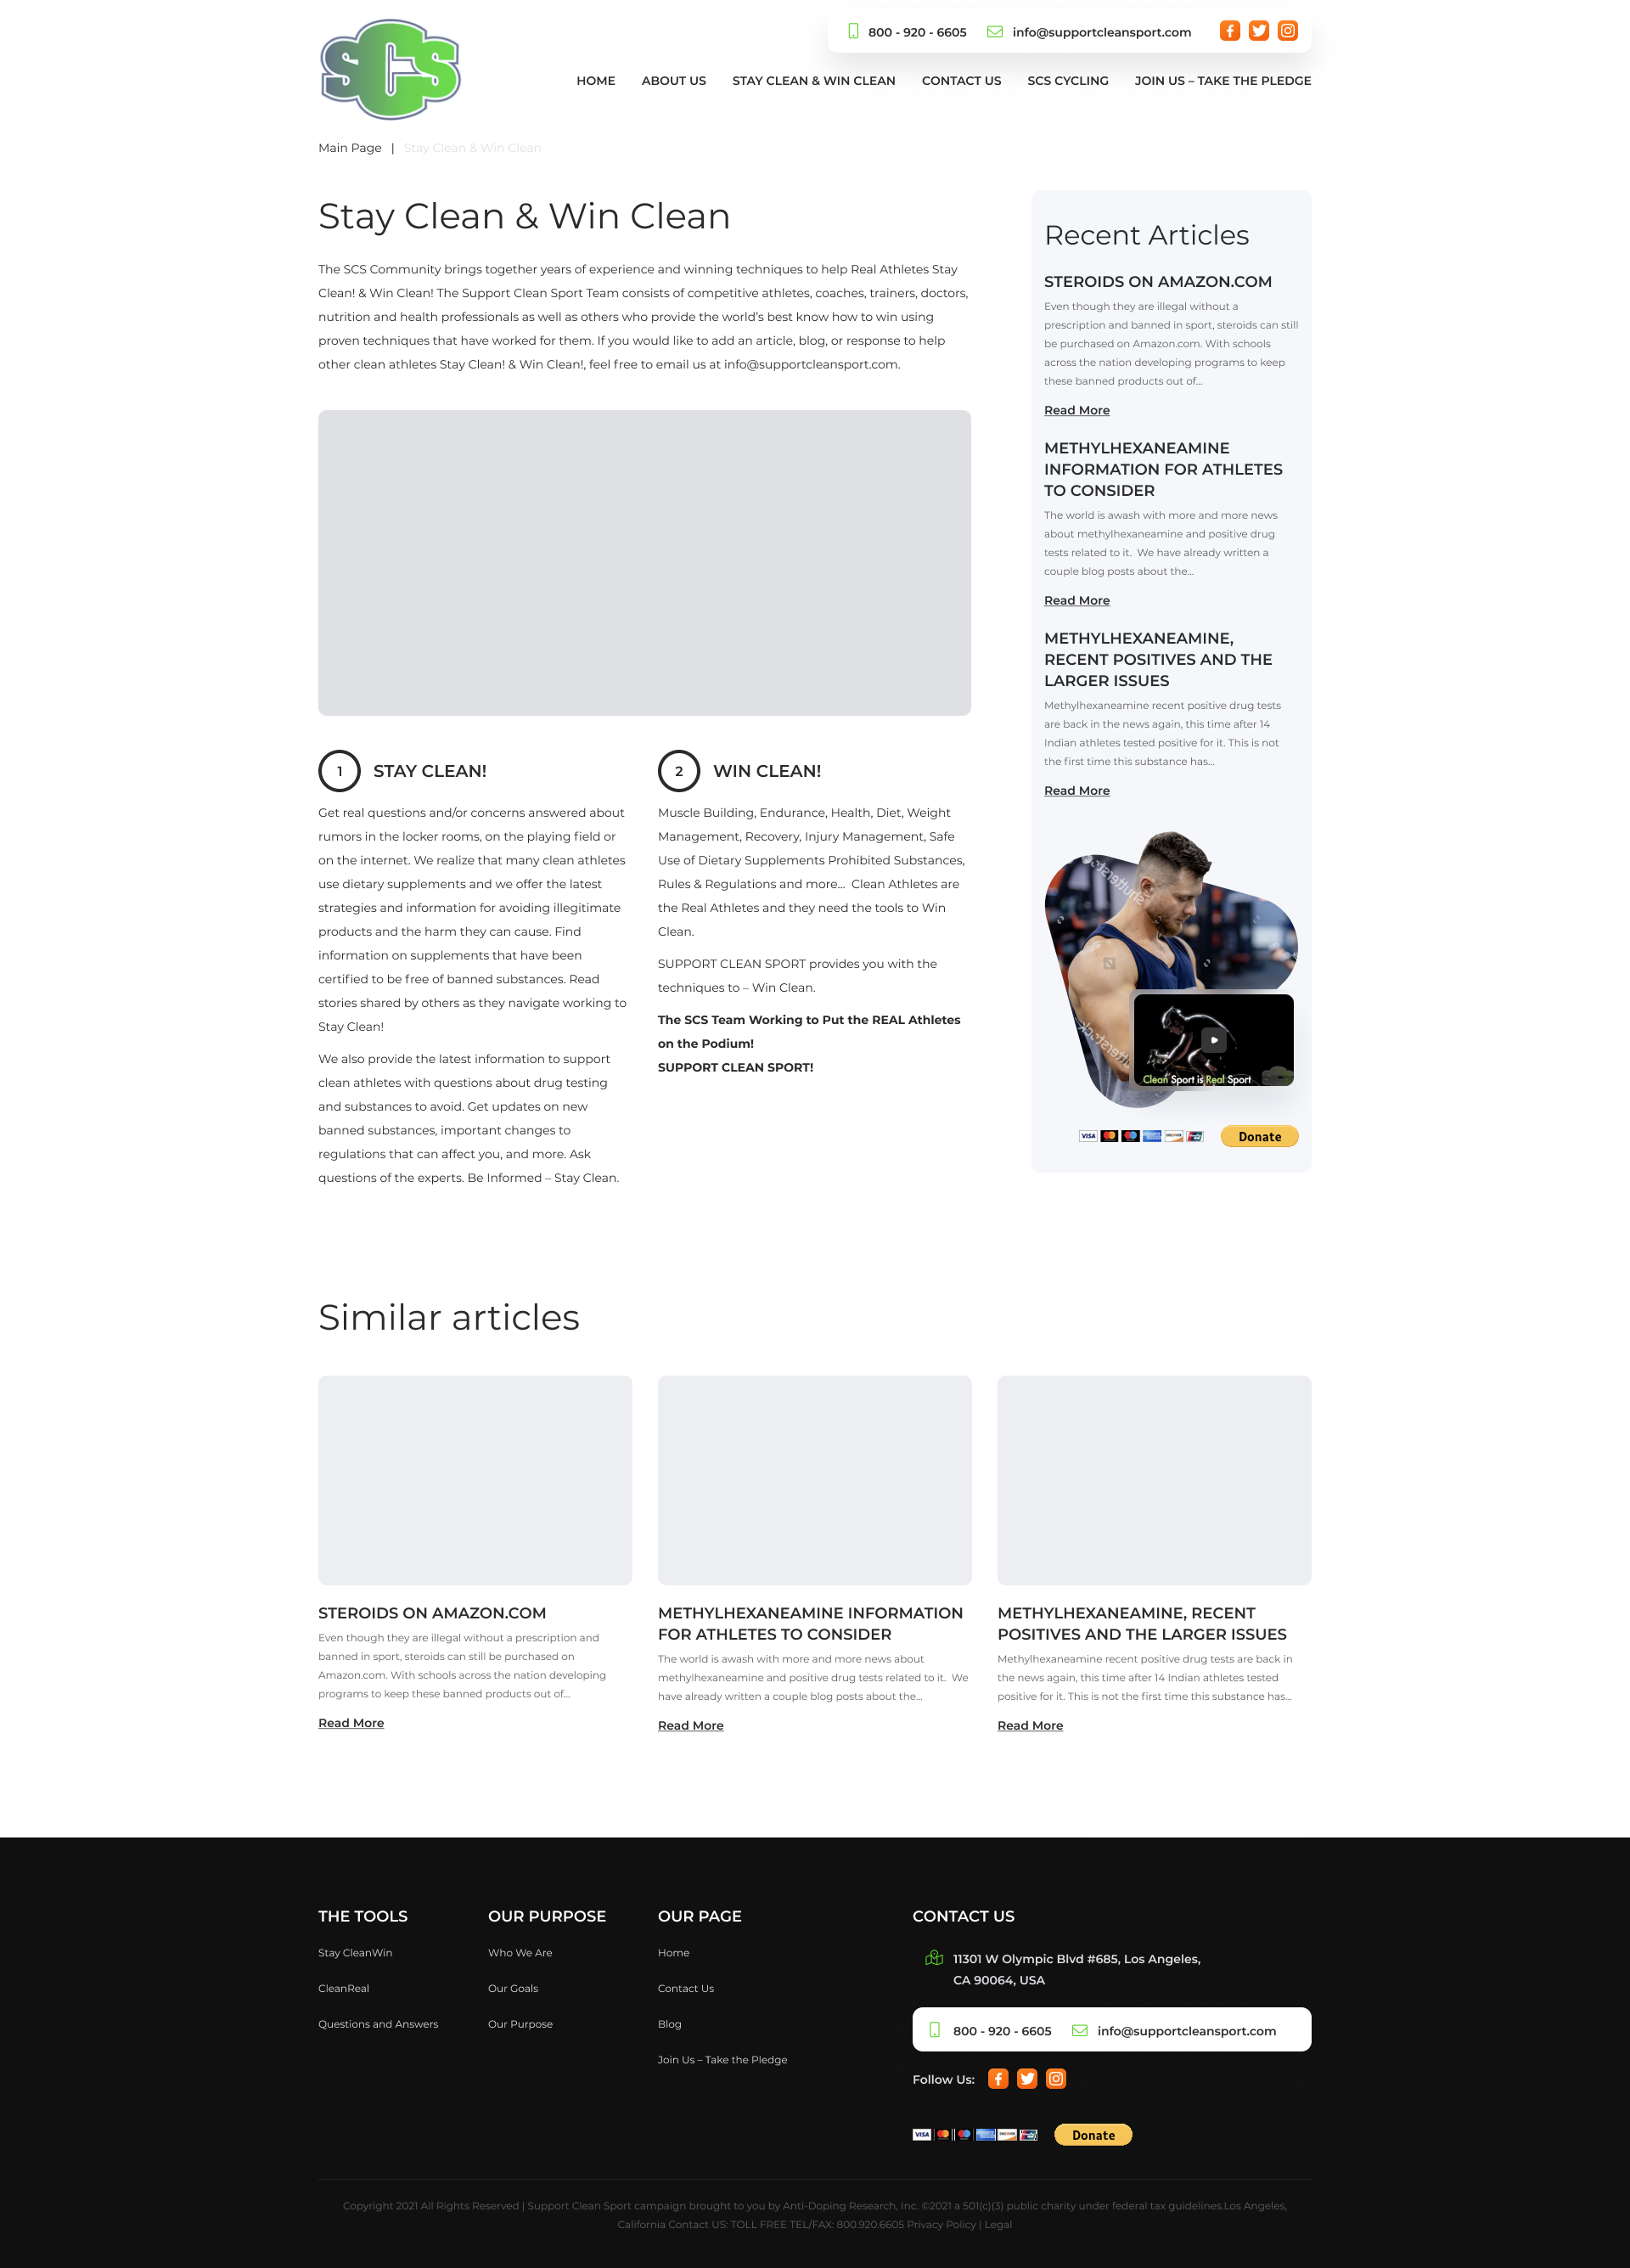 SCS
800 - 920 - 6605
info@supportcleansport.com
HOME
ABOUT US
STAY CLEAN & WIN CLEAN
CONTACT US
SCS CYCLING
JOIN US – TAKE THE PLEDGE
Main Page | Stay Clean & Win Clean
Stay Clean & Win Clean
The SCS Community brings together years of experience and winning techniques to help Real Athletes Stay
Clean! & Win Clean! The Support Clean Sport Team consists of competitive athletes, coaches, trainers, doctors,
nutrition and health professionals as well as others who provide the world's best know how to win using
proven techniques that have worked for them. If you would like to add an article, blog, or response to help
other clean athletes Stay Clean! & Win Clean!, feel free to email us at info@supportcleansport.com.
1
STAY CLEAN!
Get real questions and/or concerns answered about
rumors in the locker rooms, on the playing field or
on the internet. We realize that many clean athletes
use dietary supplements and we offer the latest
strategies and information for avoiding illegitimate
products and the harm they can cause. Find
information on supplements that have been
certified to be free of banned substances. Read
stories shared by others as they navigate working to
Stay Clean!
We also provide the latest information to support
clean athletes with questions about drug testing
and substances to avoid. Get updates on new
banned substances, important changes to
regulations that can affect you, and more. Ask
questions of the experts. Be Informed – Stay Clean.
2
WIN CLEAN!
Muscle Building, Endurance, Health, Diet, Weight
Management, Recovery, Injury Management, Safe
Use of Dietary Supplements Prohibited Substances,
Rules & Regulations and more... Clean Athletes are
the Real Athletes and they need the tools to Win
Clean.
SUPPORT CLEAN SPORT provides you with the
techniques to – Win Clean.
The SCS Team Working to Put the REAL Athletes
on the Podium!
SUPPORT CLEAN SPORT!
Recent Articles
STEROIDS ON AMAZON.COM
Even though they are illegal without a
prescription and banned in sport, steroids can still
be purchased on Amazon.com. With schools
across the nation developing programs to keep
these banned products out of...
Read More
METHYLHEXANEAMINE
INFORMATION FOR ATHLETES
TO CONSIDER
The world is awash with more and more news
about methylhexaneamine and positive drug
tests related to it. We have already written a
couple blog posts about the...
Read More
METHYLHEXANEAMINE,
RECENT POSITIVES AND THE
LARGER ISSUES
Methylhexaneamine recent positive drug tests
are back in the news again, this time after 14
Indian athletes tested positive for it. This is not
the first time this substance has...
Read More
Clean Sport is Real Sport
VISA
DISCOVER
Donate
Similar articles
STEROIDS ON AMAZON.COM
Even though they are illegal without a prescription and
banned in sport, steroids can still be purchased on
Amazon.com. With schools across the nation developing
programs to keep these banned products out of...
Read More
METHYLHEXANEAMINE INFORMATION
FOR ATHLETES TO CONSIDER
The world is awash with more and more news about
methylhexaneamine and positive drug tests related to it. We
have already written a couple blog posts about the...
Read More
METHYLHEXANEAMINE, RECENT
POSITIVES AND THE LARGER ISSUES
Methylhexaneamine recent positive drug tests are back in
the news again, this time after 14 Indian athletes tested
positive for it. This is not the first time this substance has...
Read More
THE TOOLS
Stay CleanWin
CleanReal
Questions and Answers
OUR PURPOSE
Who We Are
Our Goals
Our Purpose
OUR PAGE
Home
Contact Us
Blog
Join Us – Take the Pledge
CONTACT US
11301 W Olympic Blvd #685, Los Angeles,
CA 90064, USA
800 - 920 - 6605
info@supportcleansport.com
Follow Us:
VISA
DISCOVER
Donate
Copyright 2021 All Rights Reserved | Support Clean Sport campaign brought to you by Anti-Doping Research, Inc. ©2021 a 501(c)(3) public charity under federal tax guidelines.Los Angeles,
California Contact US: TOLL FREE TEL/FAX: 800.920.6605 Privacy Policy | Legal